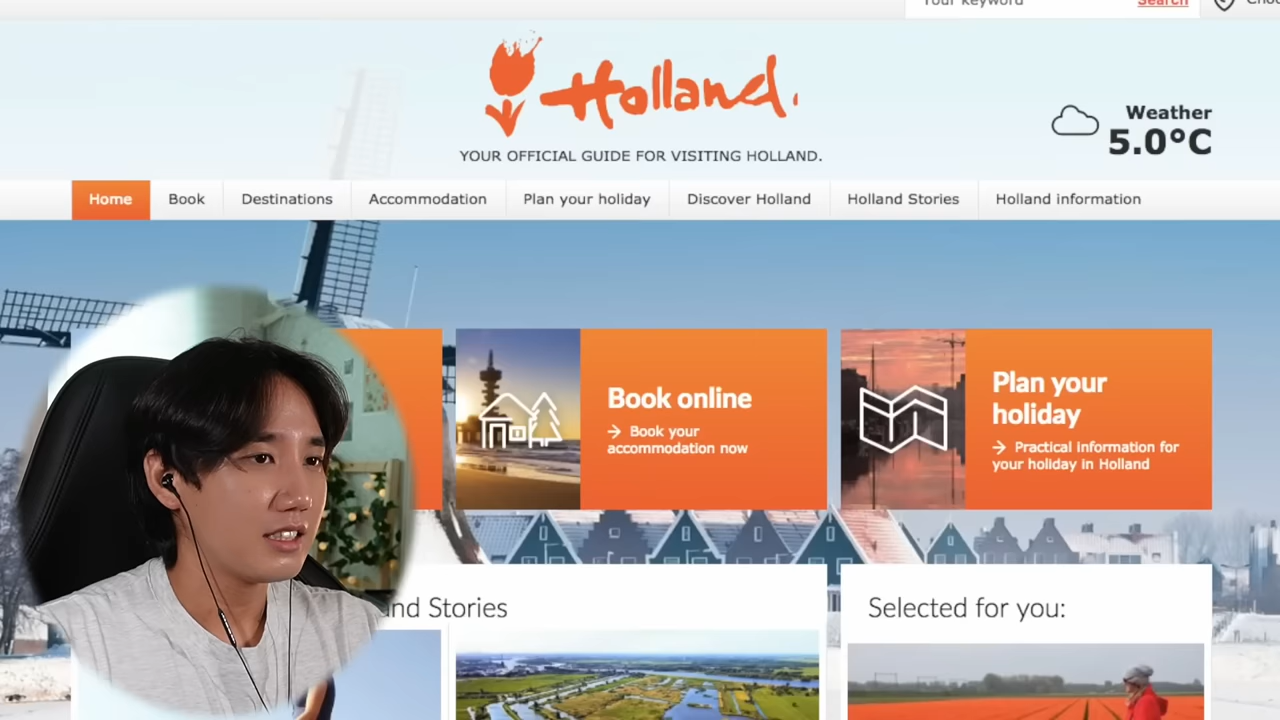 Your keyword
Search
Holland.
YOUR OFFICIAL GUIDE FOR VISITING HOLLAND.
Weather
5.0°C
Home
Book
Destinations
Accommodation
Plan your holiday
Discover Holland
Holland Stories
Holland information
Book online
→ Book your
accommodation now
Plan your
holiday
→ Practical information for
your holiday in Holland
Stories
Selected for you: